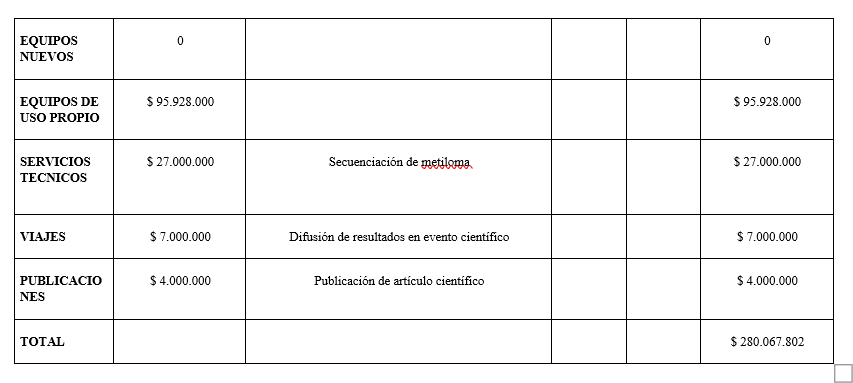 EQUIPOS
NUEVOS
0
0
EQUIPOS DE
USO PROPIO
$ 95.928.000
$ 95.928.000
SERVICIOS
TECNICOS
$ 27.000.000
Secuenciación de metiloma
$ 27.000.000
VIAJES
$ 7.000.000
Difusión de resultados en evento científico
$ 7.000.000
PUBLICACIO
NES
$ 4.000.000
Publicación de artículo científico
$ 4.000.000
TOTAL
$ 280.067.802